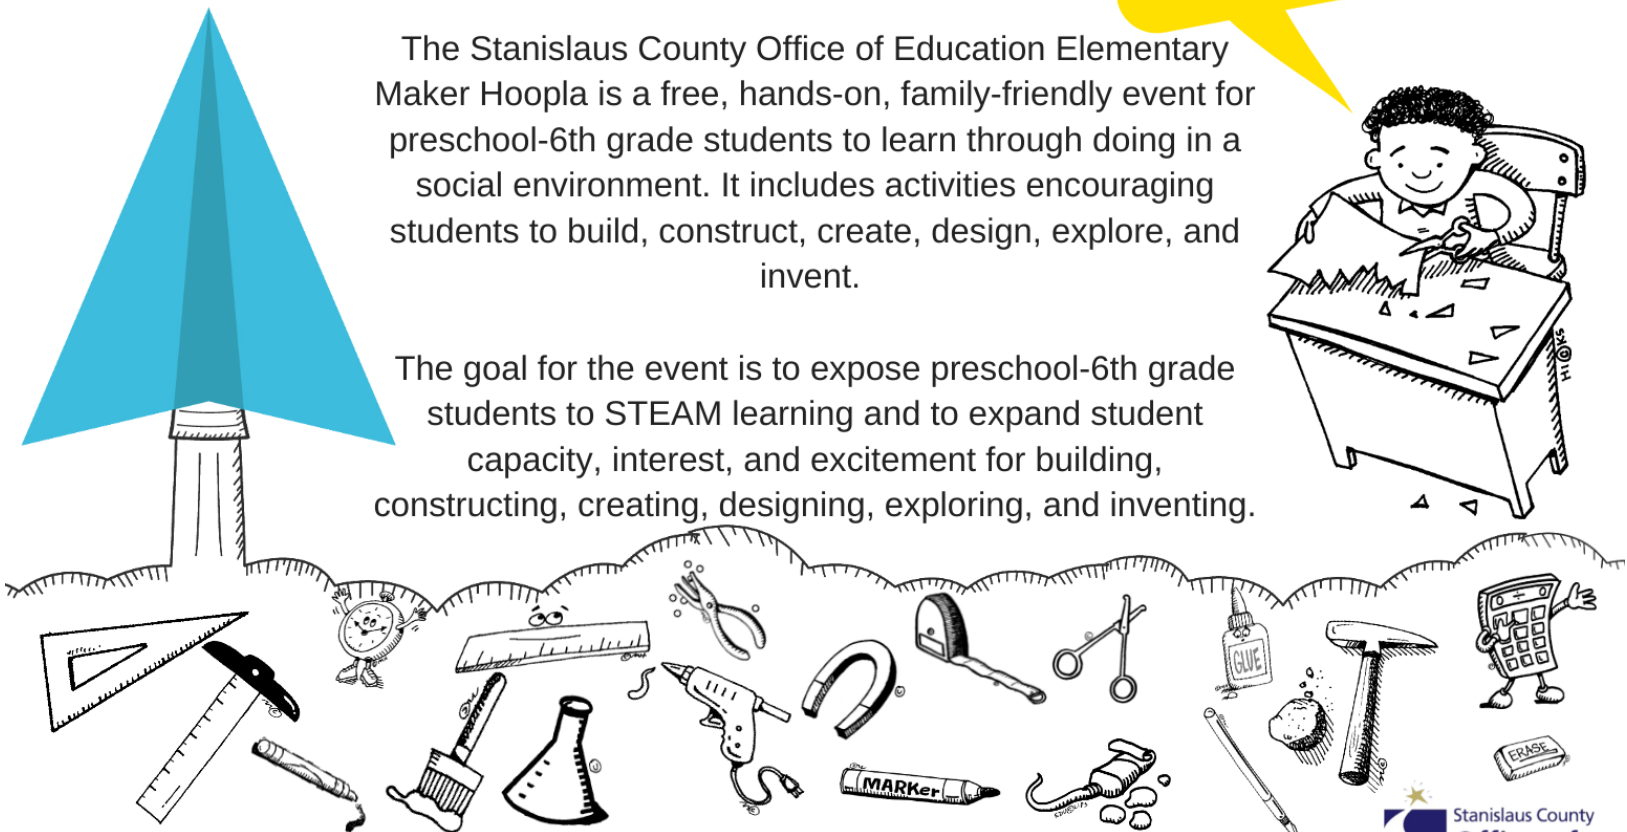 The Stanislaus County Office of Education Elementary
Maker Hoopla is a free, hands-on, family-friendly event for
preschool-6th grade students to learn through doing in a
social environment. It includes activities encouraging
students to build, construct, create, design, explore, and
invent.
The goal for the event is to expose preschool-6th grade
students to STEAM learning and to expand student
capacity, interest, and excitement for building,
constructing, creating, designing, exploring, and inventing.
GLUE
MARKer
ERASE
Stanislaus County